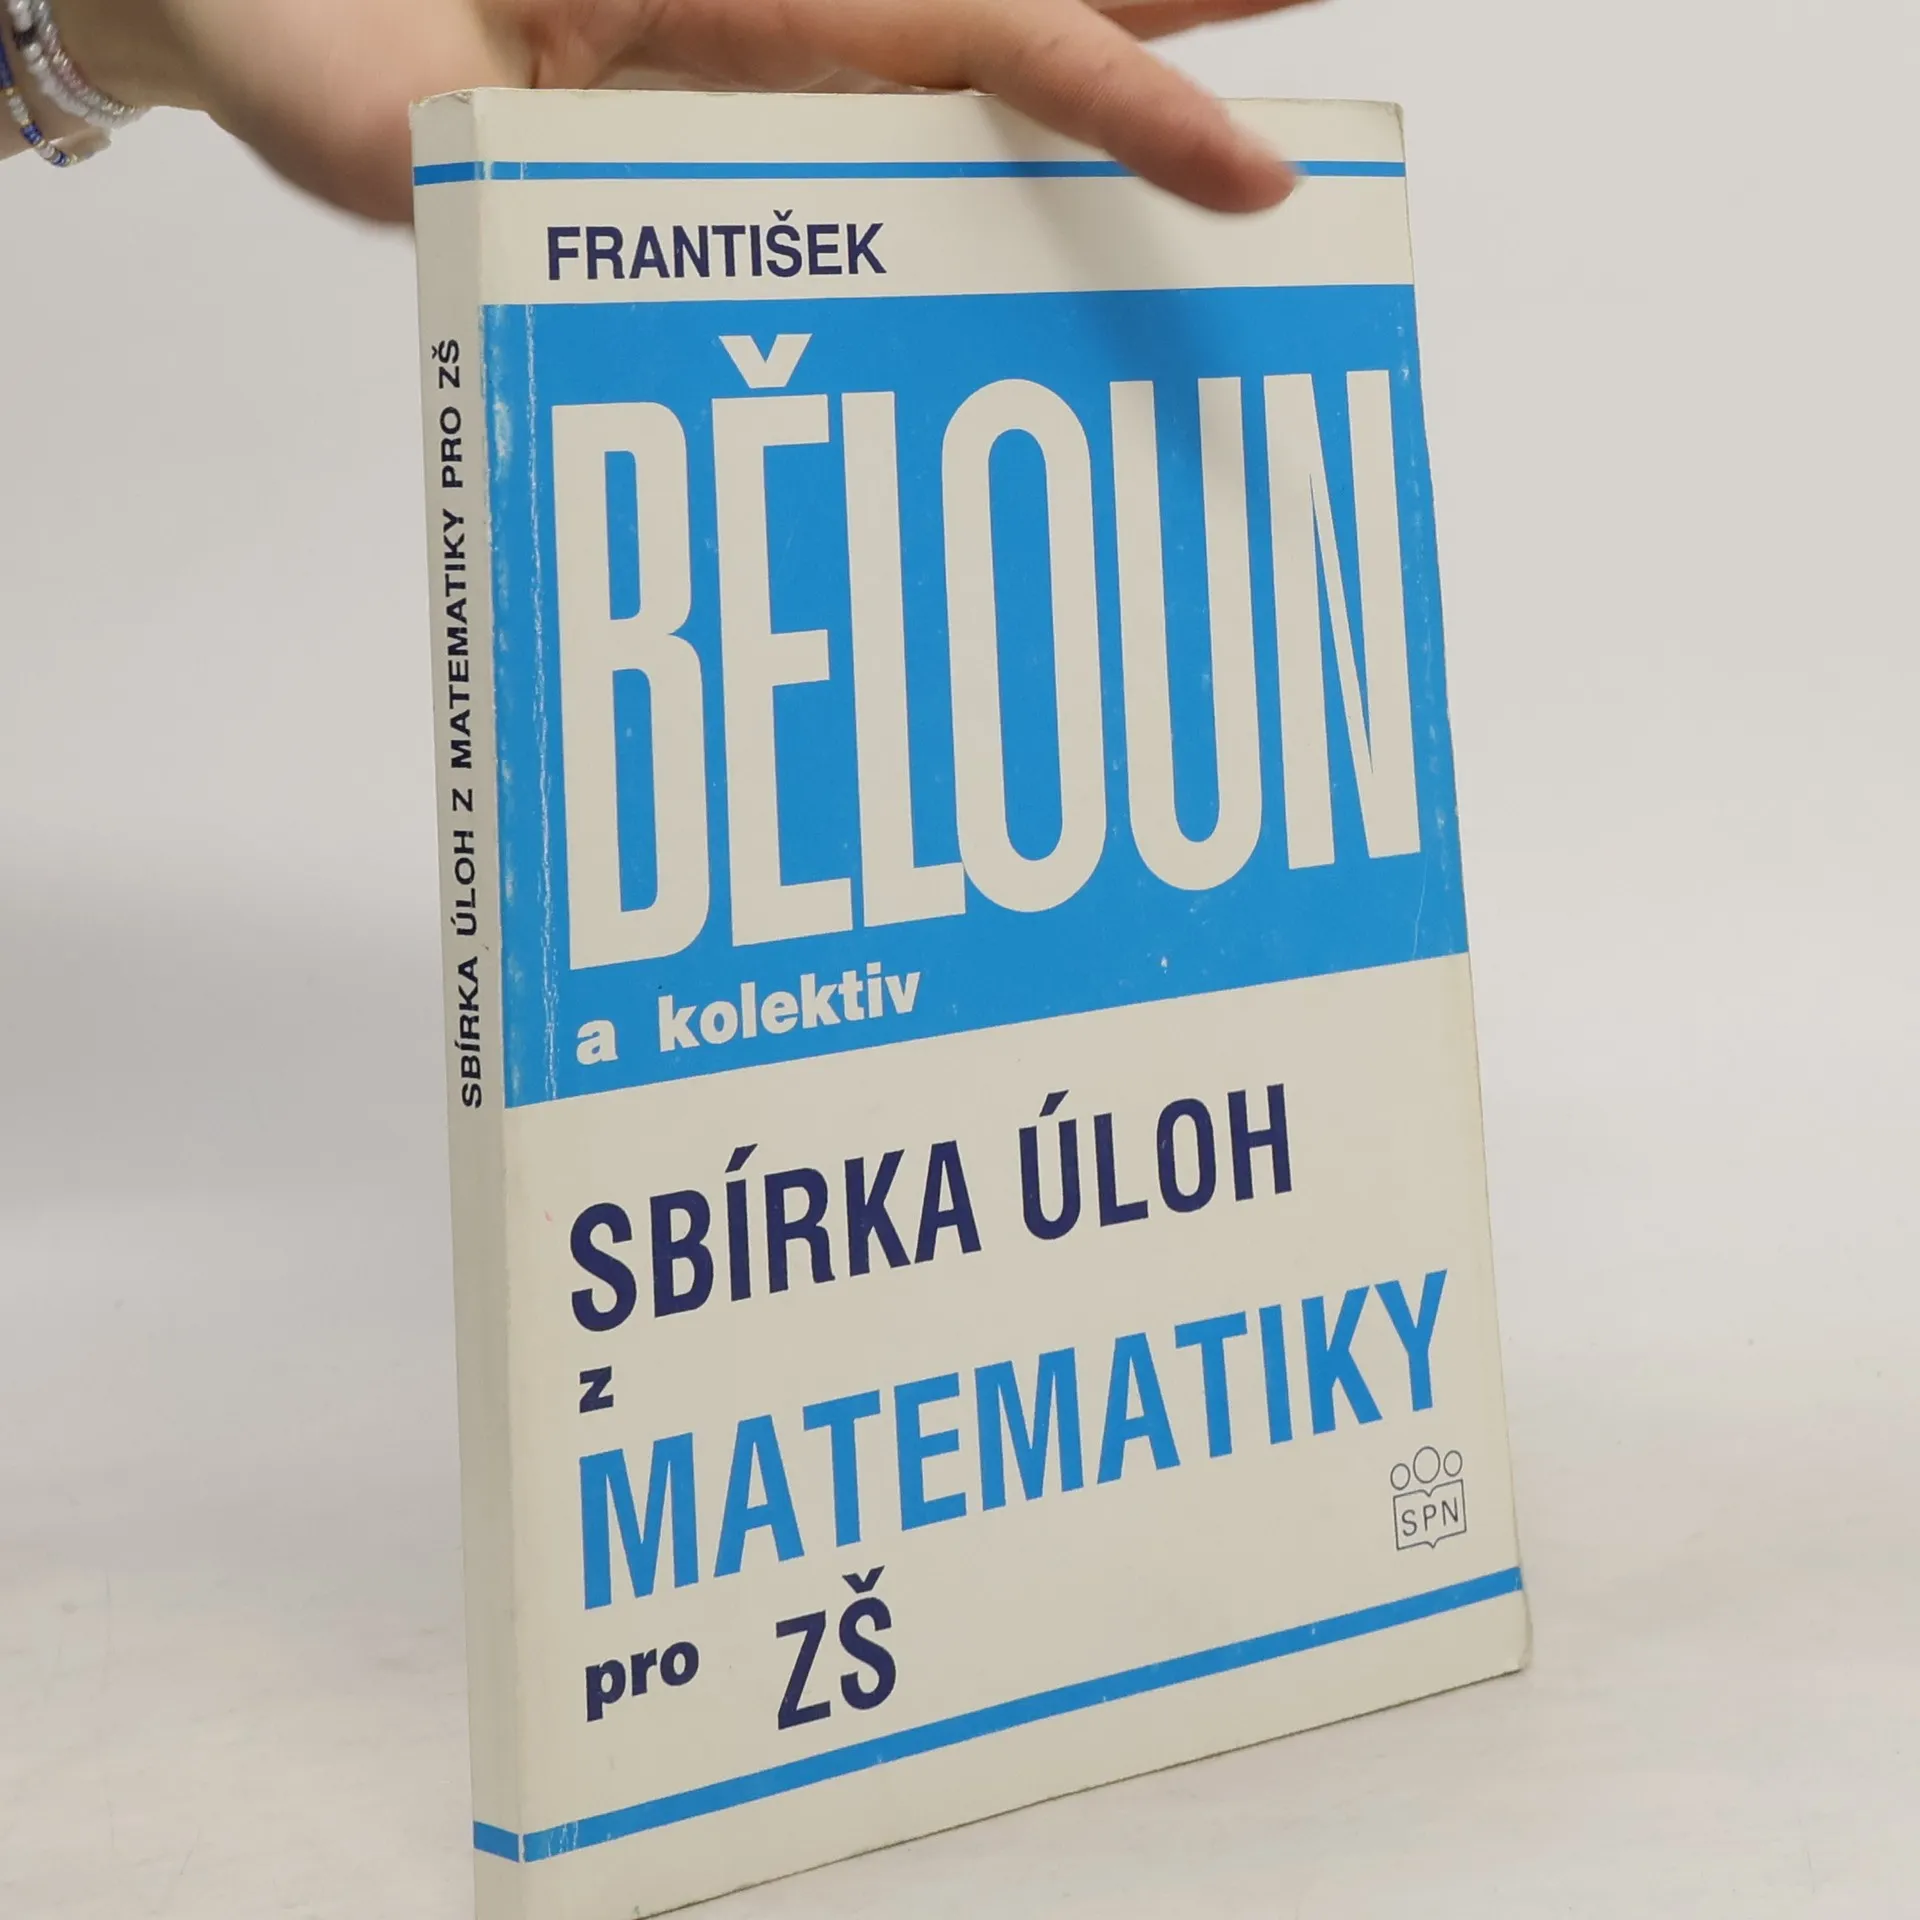 FRANTIŠEK
BĚLOUN
a kolektiv
SBÍRKA ÚLOH
z
MATEMATIKY
pro ZŠ
SPN
SBÍRKA ÚLOH Z MATEMATIKY PRO ZŠ